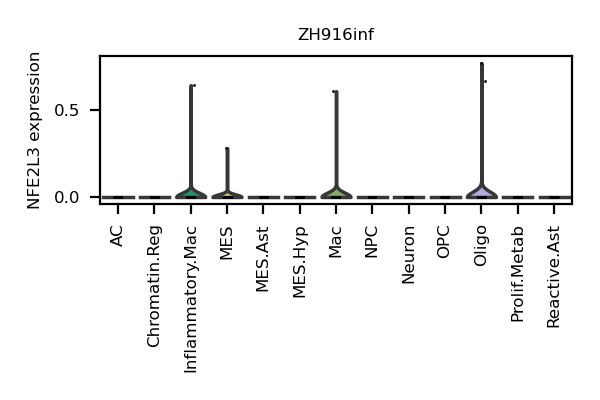 ZH916inf
NFE2L3 expression
0.5
0.0
AC
Chromatin.Reg
Inflammatory.Mac
MES
MES.Ast
MES.Hyp
Mac
NPC
Neuron
OPC
Oligo
Prolif.Metab
Reactive.Ast